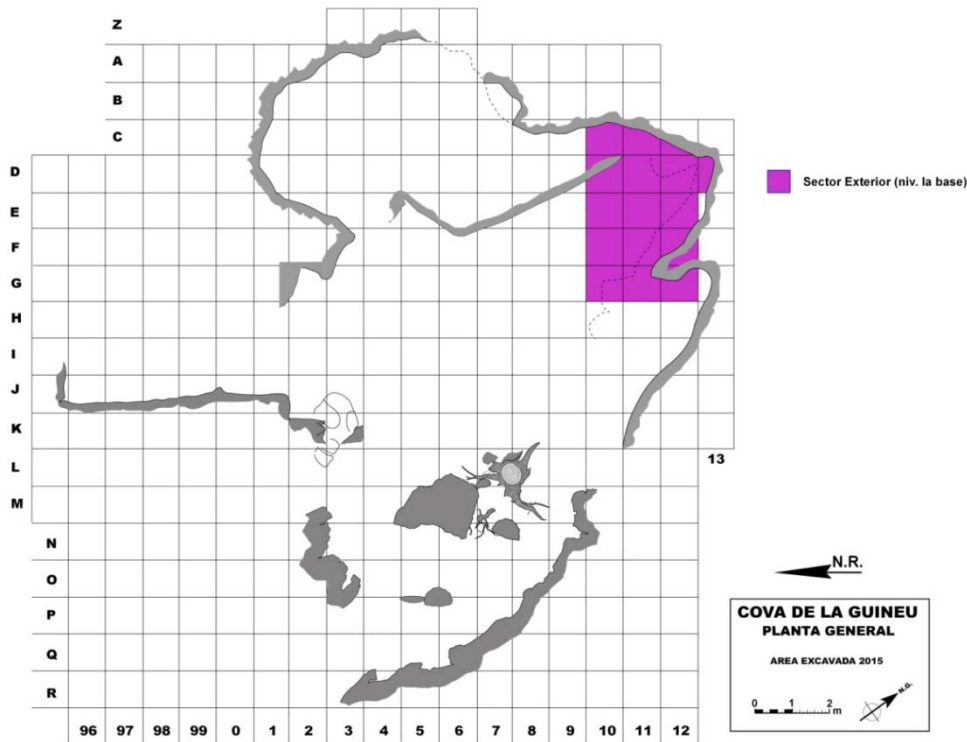 Z
A
B
C
D
E
F
G
H
I
J
K
L
M
N
O
P
Q
R
96 97 98 99 0 1 2 3 4 5 6 7 8 9 10 11 12
13
Sector Exterior (niv. Ia base)
N.R.
COVA DE LA GUINEU
PLANTA GENERAL
AREA EXCAVADA 2015
0 1 2
m
N.G.